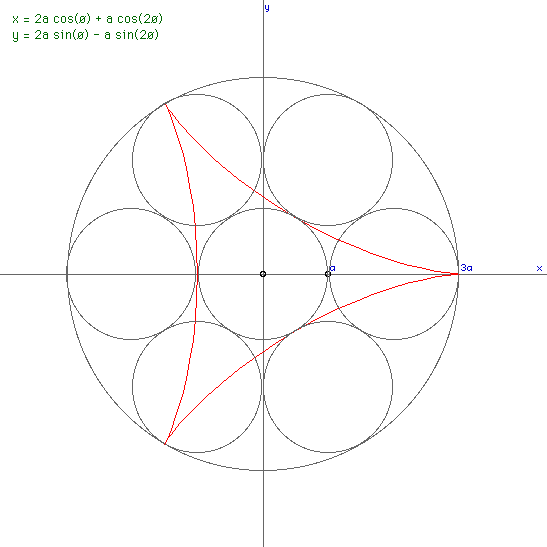 x = 2a cos(ø) + a cos(2ø)
y = 2a sin(ø) - a sin(2ø)
y
a
3a
x